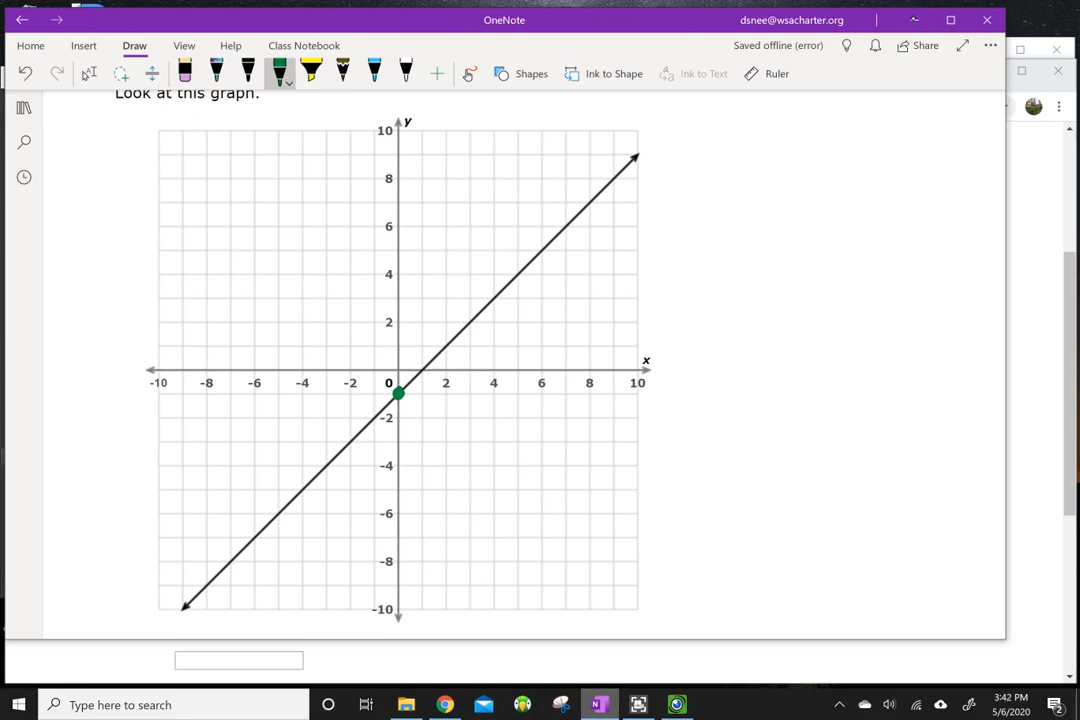 OneNote
dsnee@wsacharter.org
Home Insert Draw View Help Class Notebook
Saved offline (error) Share
Shapes Ink to Shape Ink to Text Ruler
Look at this graph:
y
10
8
6
4
2
x
-10 -8 -6 -4 -2 0 2 4 6 8 10
-2
-4
-6
-8
-10
Type here to search
3:42 PM
5/6/2020
2